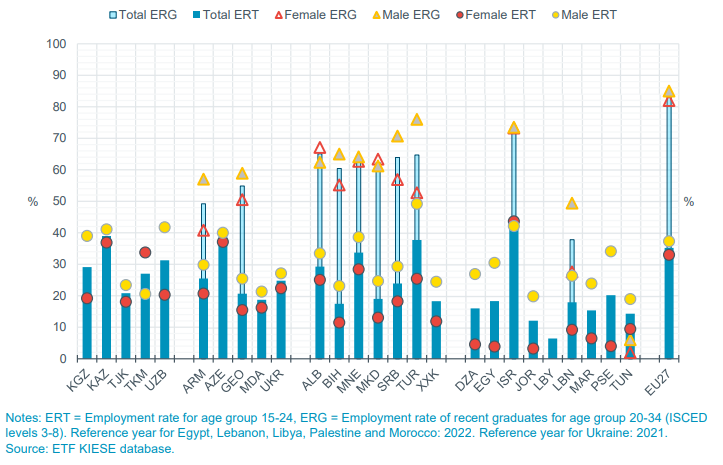 Total ERG Total ERT Female ERG Male ERG Female ERT Male ERT
100
90
80
70
60
50
40
30
20
10
0
%
%
KGZ KAZ TJK TKM UZB ARM AZE GEO MDA UKR ALB BIH MNE MKD SRB TUR XXK DZA EGY ISR JOR LBY LBN MAR PSE TUN EU27
Notes: ERT = Employment rate for age group 15-24, ERG = Employment rate of recent graduates for age group 20-34 (ISCED
levels 3-8). Reference year for Egypt, Lebanon, Libya, Palestine and Morocco: 2022. Reference year for Ukraine: 2021.
Source: ETF KIESE database.